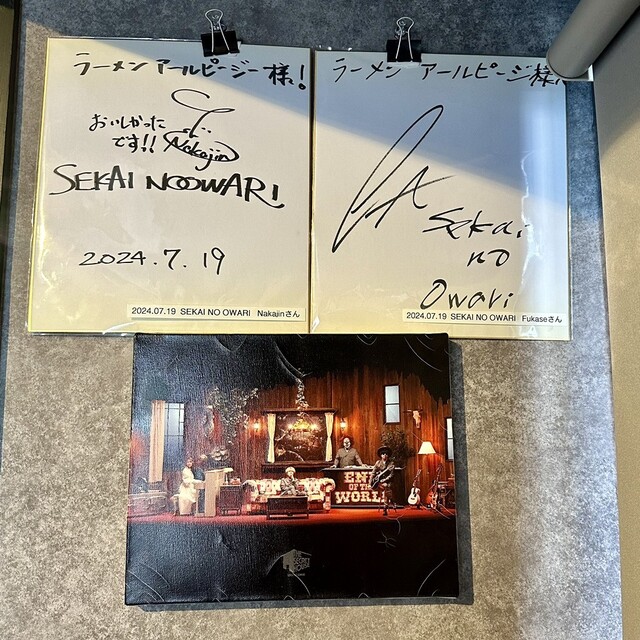 ラーメン アールピージー様!
おいしかった
です!! Nakajin
SEKAI NO OWARI
2024.7.19
2024.07.19 SEKAI NO OWARI Nakajinさん
ラーメン アールピージ様!
Sekai
no
Owari
2024.07.19 SEKAI NO OWARI Fukaseさん
END
OF THE
WORLD